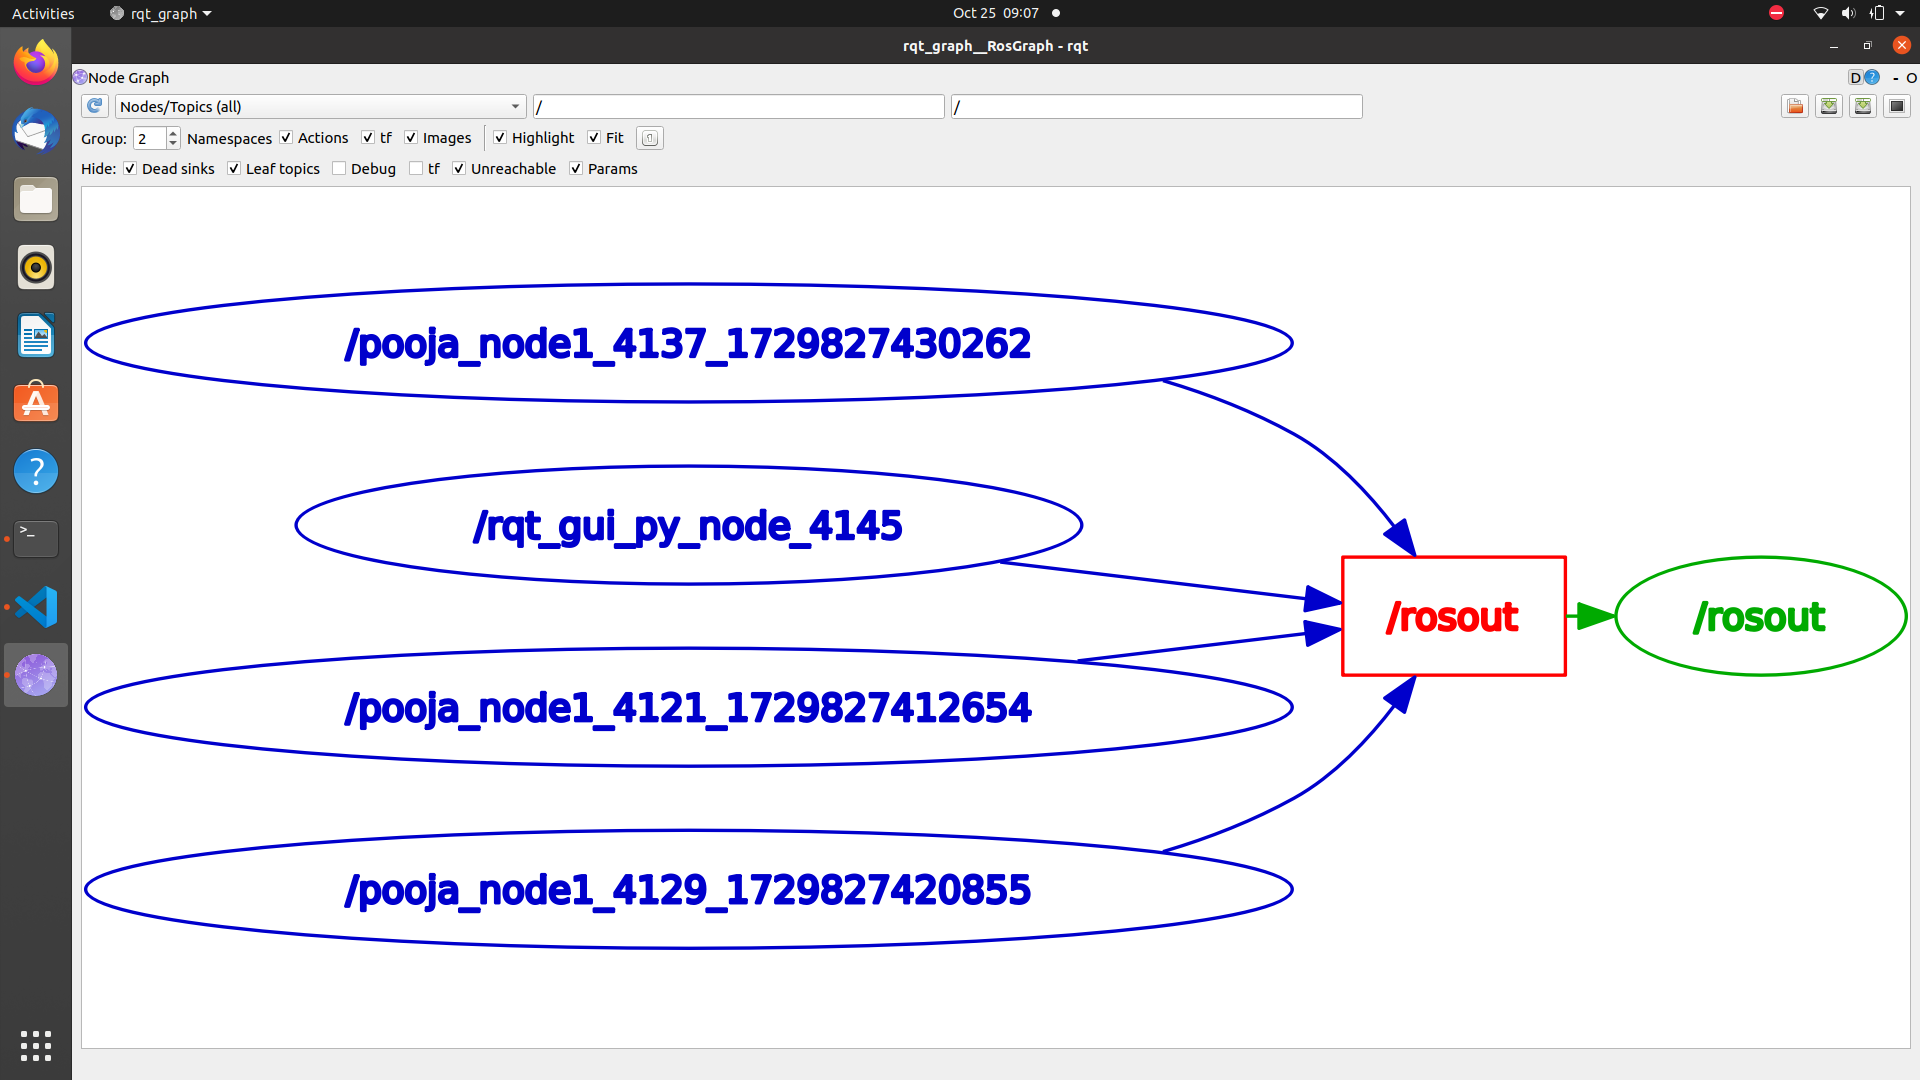 Activities rqt_graph Oct 25 09:07
rqt_graph__RosGraph - rqt
Node Graph D ? - O
Nodes/Topics (all) / /
Group: 2 Namespaces Actions tf Images Highlight Fit
Hide: Dead sinks Leaf topics Debug tf Unreachable Params
/pooja_node1_4137_1729827430262
/rqt_gui_py_node_4145
/rosout /rosout
/pooja_node1_4121_1729827412654
/pooja_node1_4129_1729827420855